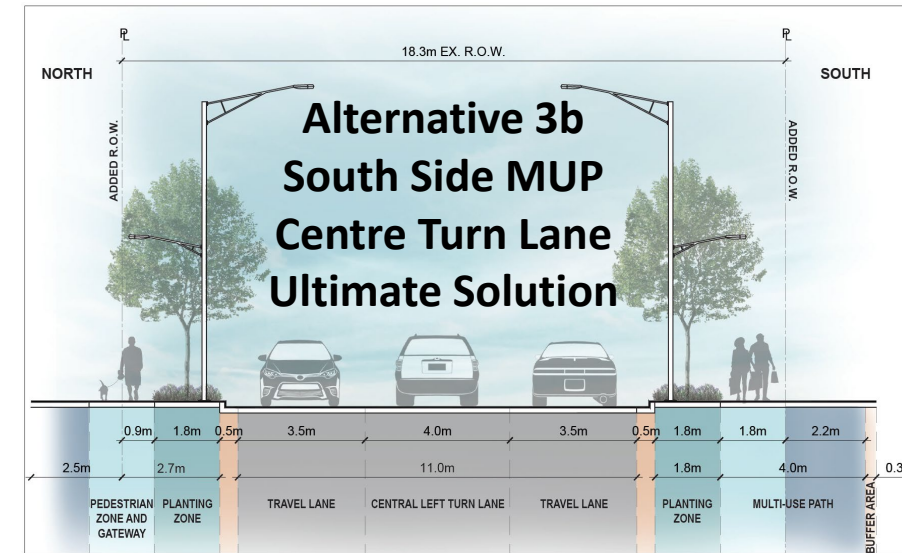 PL
PL
18.3m EX. R.O.W.
NORTH
SOUTH
ADDED R.O.W.
ADDED R.O.W.
Alternative 3b
South Side MUP
Centre Turn Lane
Ultimate Solution
0.9m 1.8m 0.5m 3.5m 4.0m 3.5m 0.5m 1.8m 1.8m 2.2m
2.5m 2.7m 11.0m 1.8m 4.0m 0.3
PEDESTRIAN
ZONE AND
GATEWAY
PLANTING
ZONE
TRAVEL LANE
CENTRAL LEFT TURN LANE
TRAVEL LANE
PLANTING
ZONE
MULTI-USE PATH
BUFFER AREA